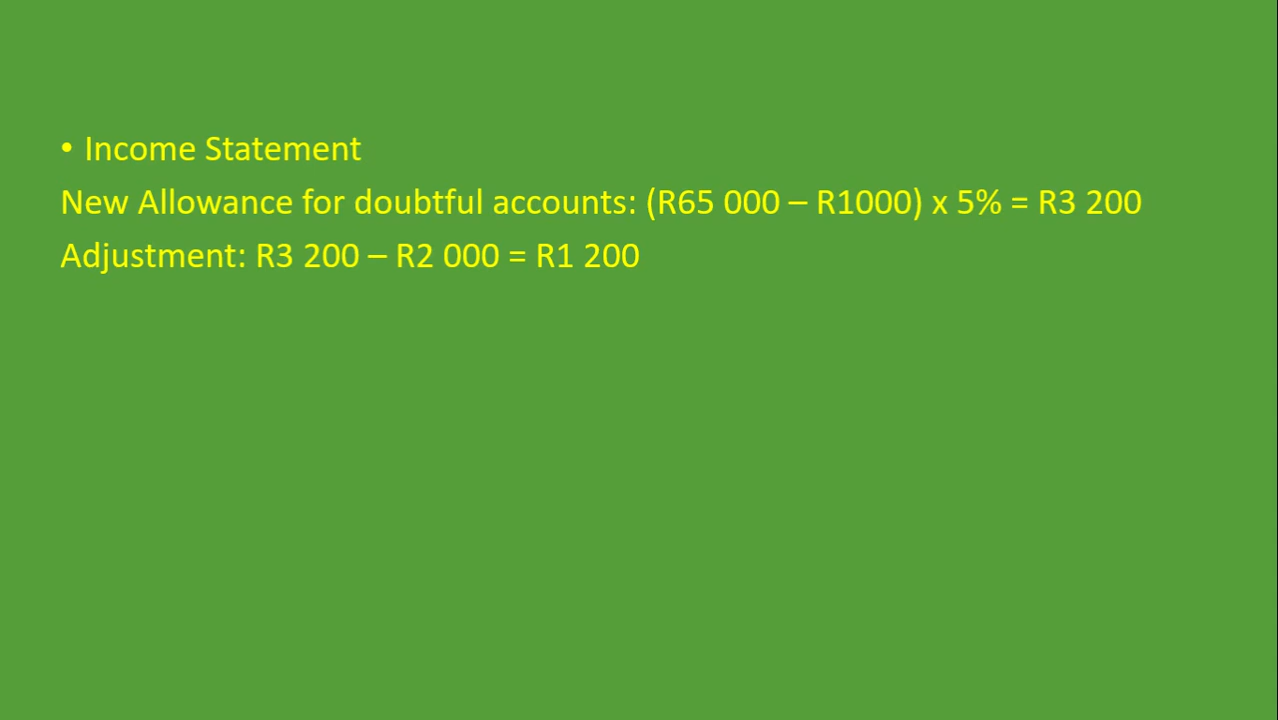 • Income Statement
New Allowance for doubtful accounts: (R65 000 – R1000) x 5% = R3 200
Adjustment: R3 200 – R2 000 = R1 200